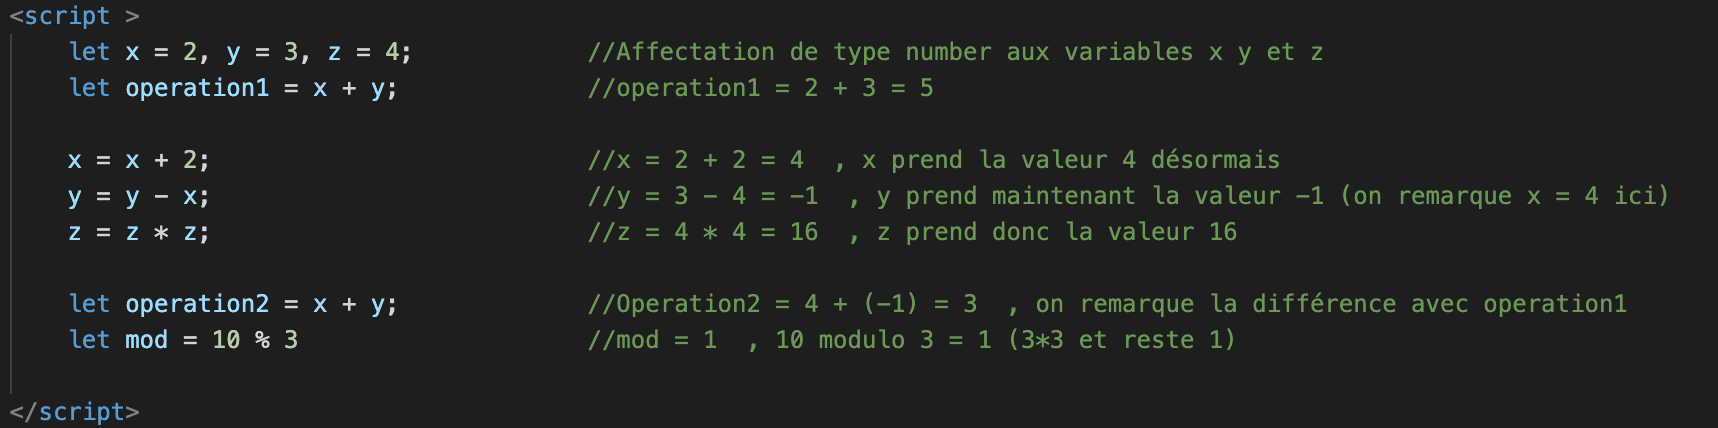 <script >
let x = 2, y = 3, z = 4; //Affectation de type number aux variables x y et z
let operation1 = x + y; //operation1 = 2 + 3 = 5
x = x + 2; //x = 2 + 2 = 4 , x prend la valeur 4 désormais
y = y - x; //y = 3 - 4 = -1 , y prend maintenant la valeur -1 (on remarque x = 4 ici)
z = z * z; //z = 4 * 4 = 16 , z prend donc la valeur 16
let operation2 = x + y; //Operation2 = 4 + (-1) = 3 , on remarque la différence avec operation1
let mod = 10 % 3 //mod = 1 , 10 modulo 3 = 1 (3*3 et reste 1)
</script>